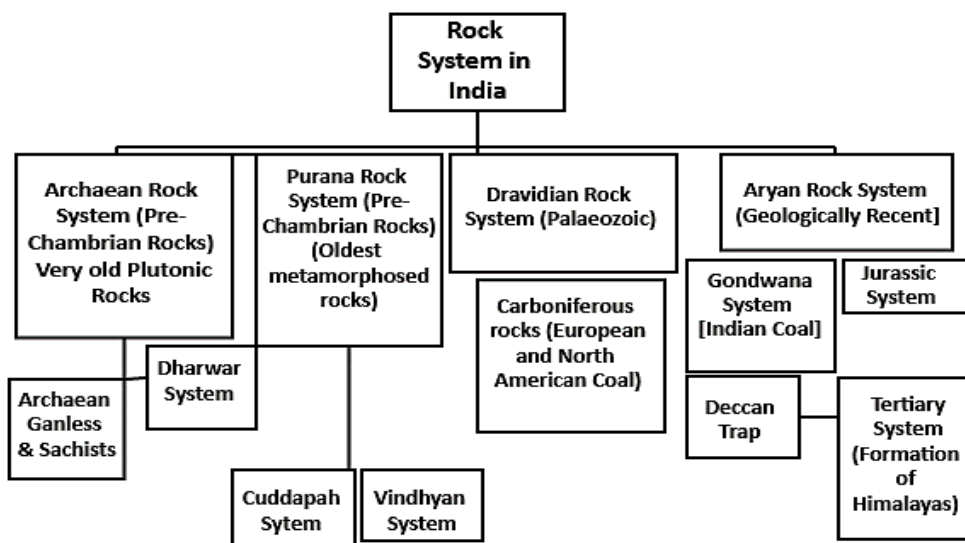 Rock
System in
India
Archaean Rock
System (Pre-
Chambrian Rocks)
Very old Plutonic
Rocks
Purana Rock
System (Pre-
Chambrian Rocks)
(Oldest
metamorphosed
rocks)
Dravidian Rock
System (Palaeozoic)
Aryan Rock System
(Geologically Recent]
Archaean
Ganless
& Sachists
Dharwar
System
Cuddapah
Sytem
Vindhyan
System
Carboniferous
rocks (European
and North
American Coal)
Gondwana
System
[Indian Coal]
Jurassic
System
Deccan
Trap
Tertiary
System
(Formation
of
Himalayas)